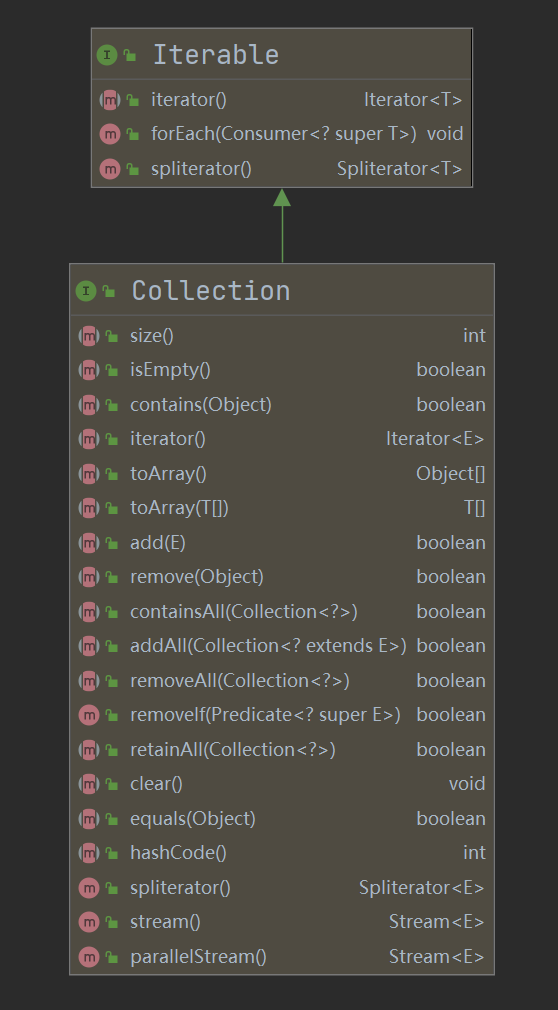 I Iterable
m iterator() Iterator<T>
m forEach(Consumer<? super T>) void
m spliterator() Spliterator<T>
I Collection
m size() int
m isEmpty() boolean
m contains(Object) boolean
m iterator() Iterator<E>
m toArray() Object[]
m toArray(T[]) T[]
m add(E) boolean
m remove(Object) boolean
m containsAll(Collection<?>) boolean
m addAll(Collection<? extends E>) boolean
m removeAll(Collection<?>) boolean
m removeIf(Predicate<? super E>) boolean
m retainAll(Collection<?>) boolean
m clear() void
m equals(Object) boolean
m hashCode() int
m spliterator() Spliterator<E>
m stream() Stream<E>
m parallelStream() Stream<E>